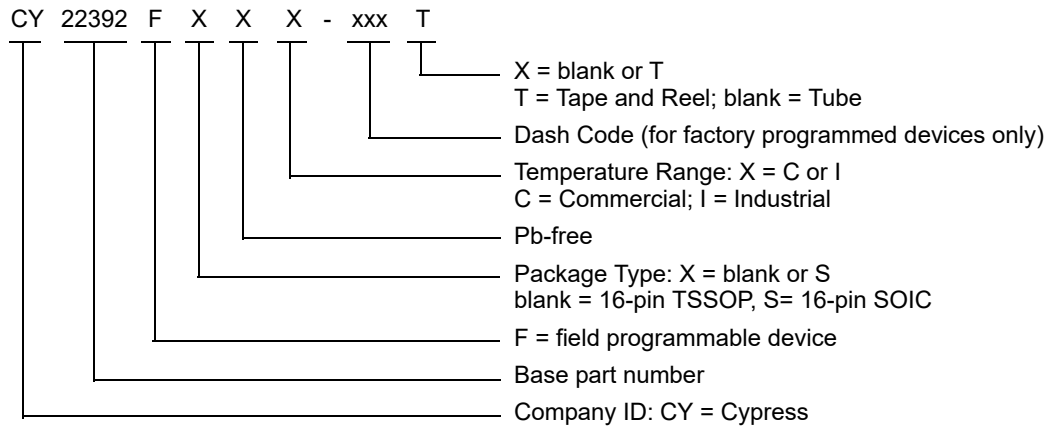 CY 22392 F X X X - xxx T
X = blank or T
T = Tape and Reel; blank = Tube
Dash Code (for factory programmed devices only)
Temperature Range: X = C or I
C = Commercial; I = Industrial
Pb-free
Package Type: X = blank or S
blank = 16-pin TSSOP, S= 16-pin SOIC
F = field programmable device
Base part number
Company ID: CY = Cypress